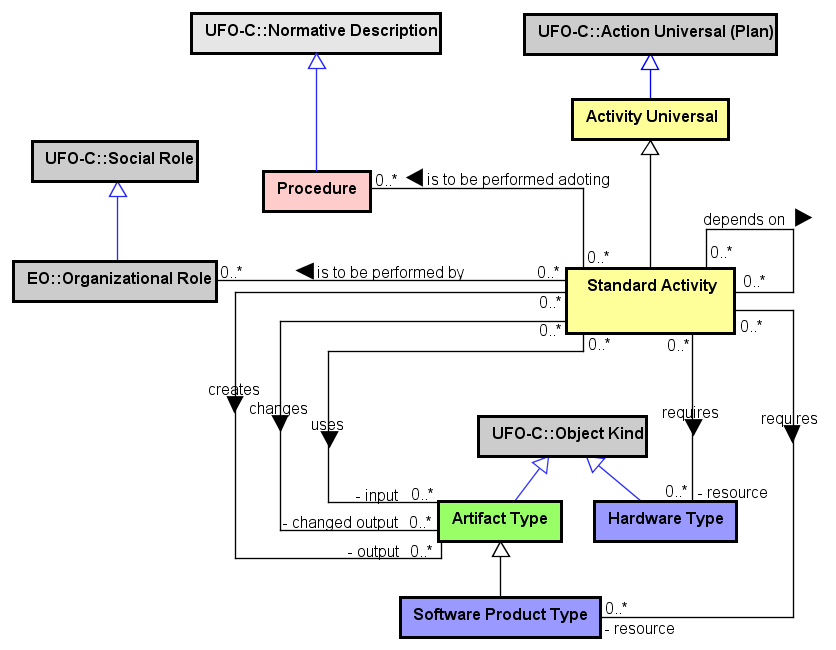 UFO-C::Normative Description
UFO-C::Action Universal (Plan)
Activity Universal
UFO-C::Social Role
Procedure
0..*
is to be performed adoting
depends on
0..*
0..*
EO::Organizational Role
0..*
is to be performed by
0..*
Standard Activity
0..*
0..*
0..*
0..*
0..*
0..*
creates
changes
uses
requires
requires
UFO-C::Object Kind
- input 0..*
0..* - resource
- changed output 0..*
Artifact Type
Hardware Type
- output 0..*
Software Product Type
0..*
- resource